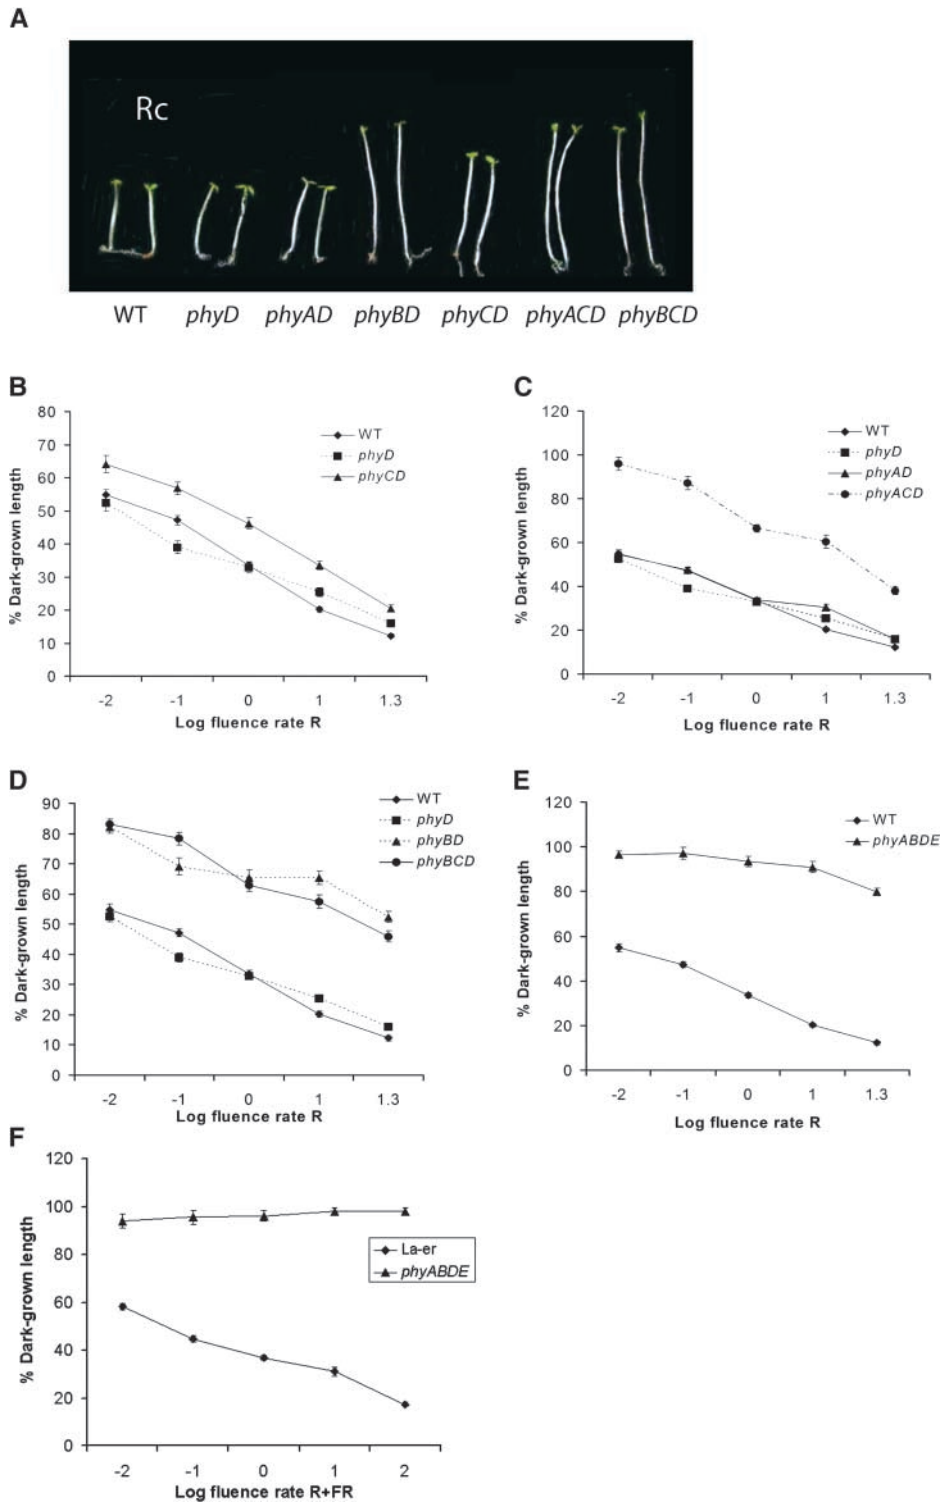 A
Rc
WT phyD phyAD phyBD phyCD phyACD phyBCD
B
80
70
60
50
40
30
20
10
0
% Dark-grown length
WT
phyD
phyCD
-2 -1 0 1 1.3
Log fluence rate R
C
120
100
80
60
40
20
0
% Dark-grown length
WT
phyD
phyAD
phyACD
-2 -1 0 1 1.3
Log fluence rate R
D
90
80
70
60
50
40
30
20
10
0
% Dark-grown length
WT
phyD
phyBD
phyBCD
-2 -1 0 1 1.3
Log fluence rate R
E
120
100
80
60
40
20
0
% Dark-grown length
WT
phyABDE
-2 -1 0 1 1.3
Log fluence rate R
F
120
100
80
60
40
20
0
% Dark-grown length
La-er
phyABDE
-2 -1 0 1 2
Log fluence rate R+FR